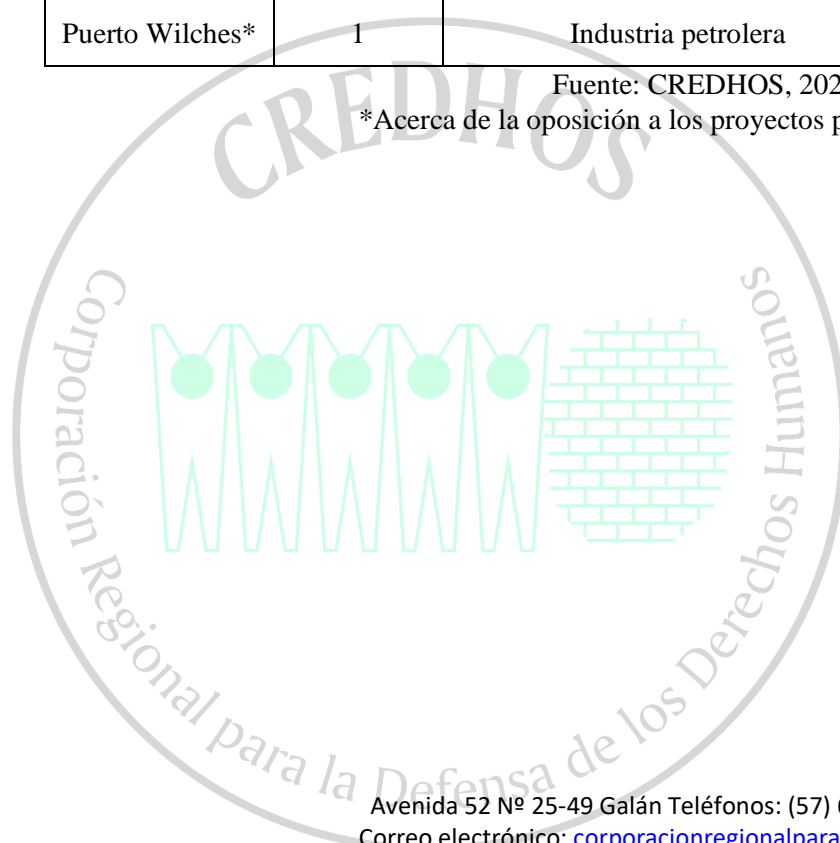 Puerto Wilches* 1 Industria petrolera
Fuente: CREDHOS, 202
*Acerca de la oposición a los proyectos p
CREDHOS
Corporación Regional para la Defensa de los Derechos Humanos
Avenida 52 Nº 25-49 Galán Teléfonos: (57)
Correo electrónico: corporacionregionalpara